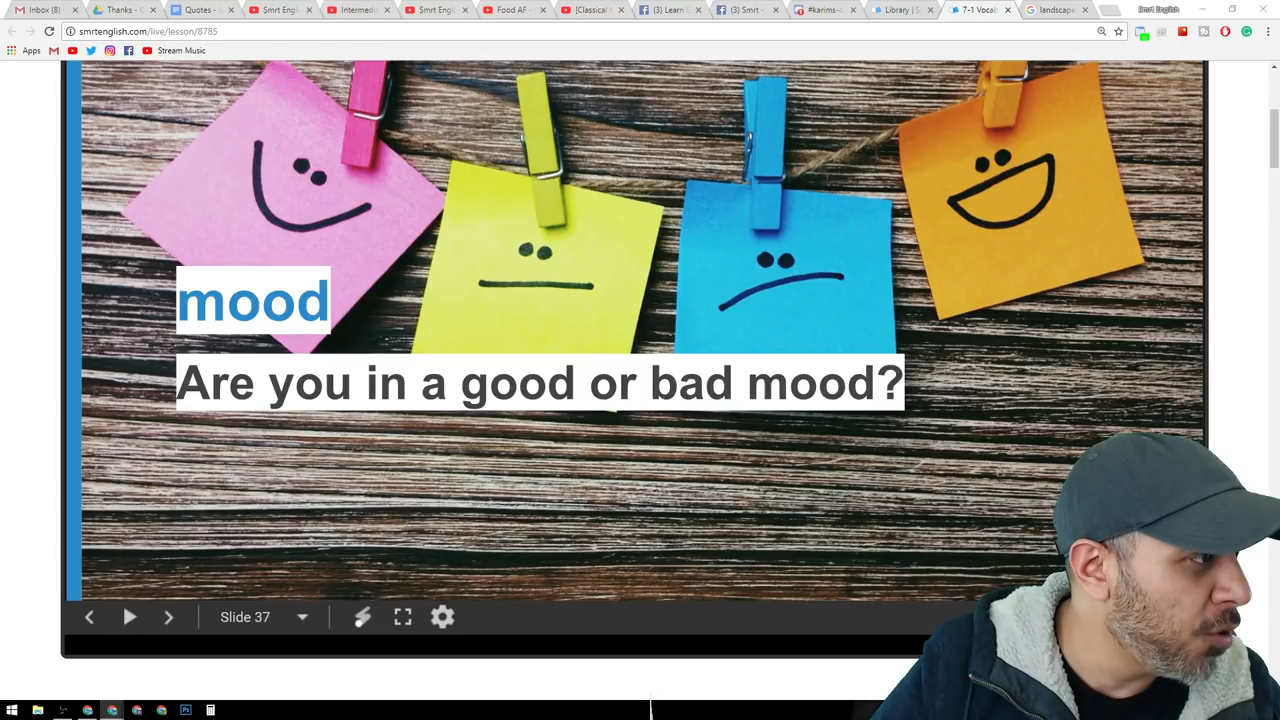 Inbox (8) -
Thanks - G
Quotes -
Smrt Engl
Intermedi
Smrt Engl
Food AF -
[Classical
(3) Learn
(3) Smrt -
#karims-c
Library | S
7-1 Vocab
landscape
Smrt English
smrtenglish.com/live/lesson/8785
Apps
Stream Music
mood
Are you in a good or bad mood?
Slide 37